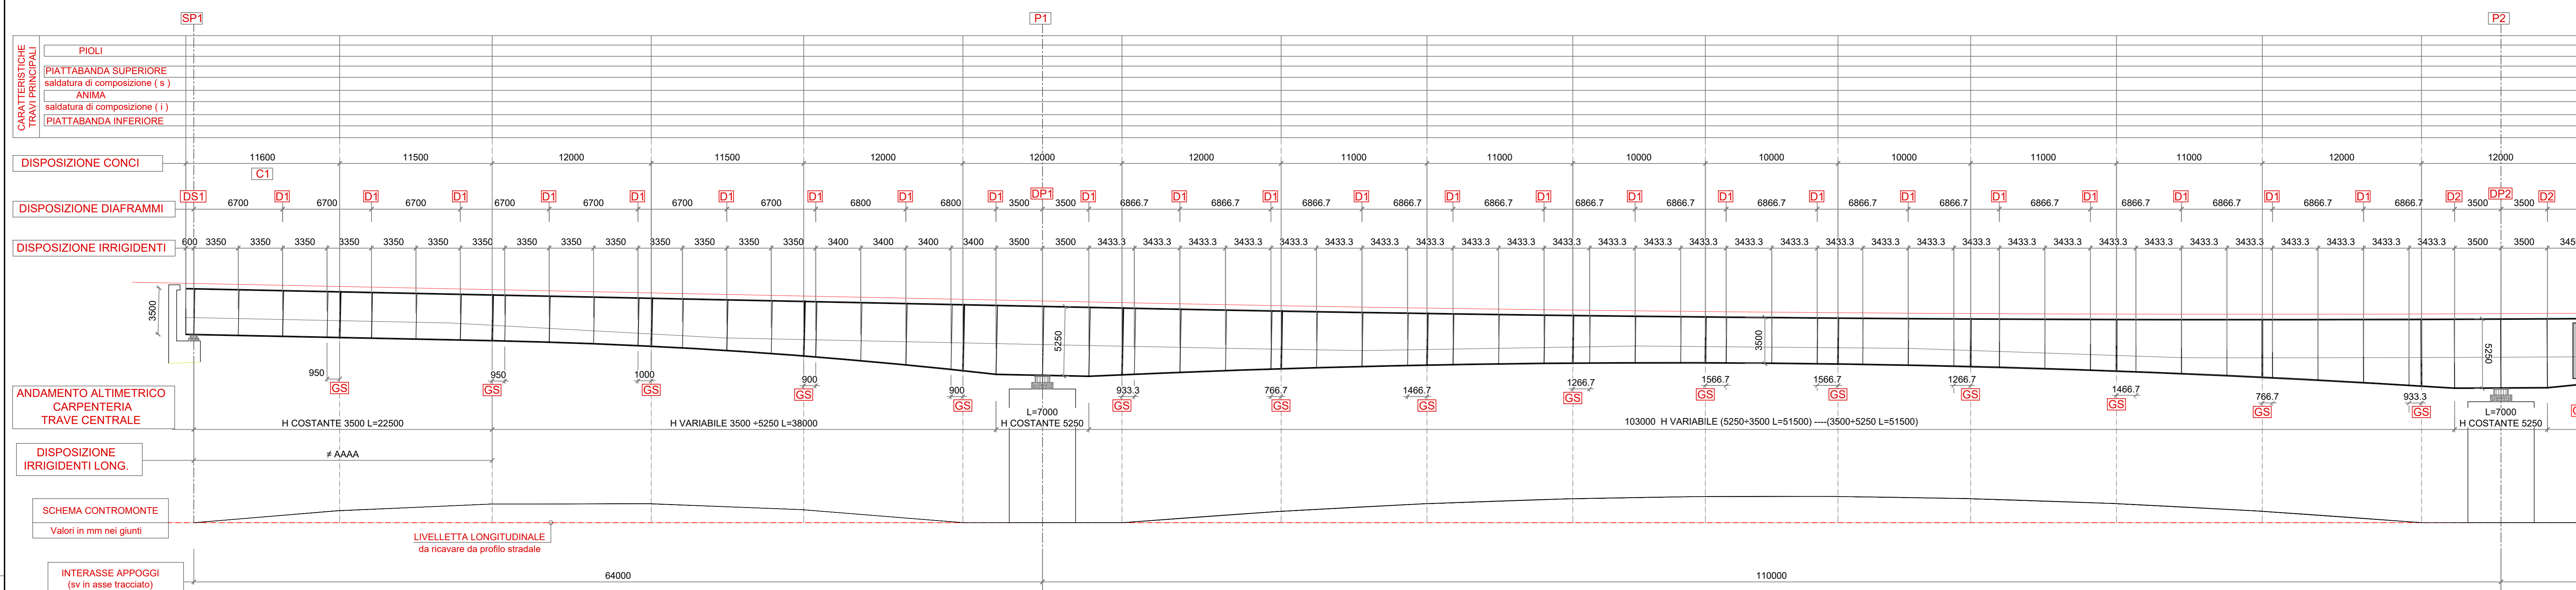 SP1 P1 P2
CARATTERISTICHE
TRAVI PRINCIPALI
PIOLI
PIATTABANDA SUPERIORE
saldatura di composizione ( s )
ANIMA
saldatura di composizione ( i )
PIATTABANDA INFERIORE
DISPOSIZIONE CONCI 11600 11500 12000 11500 12000 12000 12000 11000 11000 10000 10000 10000 11000 11000 12000 12000
C1
DS1 D1 D1 D1 D1 D1 D1 D1 D1 D1 DP1 D1 D1 D1 D1 D1 D1 D1 D1 D1 D1 D1 D1 D1 D1 D1 D2 DP2 D2
DISPOSIZIONE DIAFRAMMI 6700 6700 6700 6700 6700 6700 6700 6800 6800 3500 3500 6866.7 6866.7 6866.7 6866.7 6866.7 6866.7 6866.7 6866.7 6866.7 6866.7 6866.7 6866.7 6866.7 6866.7 6866.7 3500 3500
DISPOSIZIONE IRRIGIDENTI 600 3350 3350 3350 3350 3350 3350 3350 3350 3350 3350 3350 3350 3350 3350 3400 3400 3400 3400 3500 3500 3433.3 3433.3 3433.3 3433.3 3433.3 3433.3 3433.3 3433.3 3433.3 3433.3 3433.3 3433.3 3433.3 3433.3 3433.3 3433.3 3433.3 3433.3 3433.3 3433.3 3433.3 3433.3 3433.3 3433.3 3433.3 3433.3 3433.3 3433.3 3433.3 3433.3 3500 3500
3500 5250 3500 5250
950 950 1000 900 900 933.3 766.7 1466.7 1266.7 1566.7 1566.7 1266.7 1466.7 766.7 933.3
GS GS GS GS GS GS GS GS GS GS GS GS GS GS GS
ANDAMENTO ALTIMETRICO
CARPENTERIA
TRAVE CENTRALE
H COSTANTE 3500 L=22500
H VARIABILE 3500 ÷5250 L=38000
L=7000
H COSTANTE 5250
103000 H VARIABILE (5250÷3500 L=51500) ----(3500÷5250 L=51500)
L=7000
H COSTANTE 5250
DISPOSIZIONE
IRRIGIDENTI LONG.
≠ AAAA
SCHEMA CONTROMONTE
Valori in mm nei giunti
LIVELLETTA LONGITUDINALE
da ricavare da profilo stradale
INTERASSE APPOGGI
(sv in asse tracciato)
64000 110000